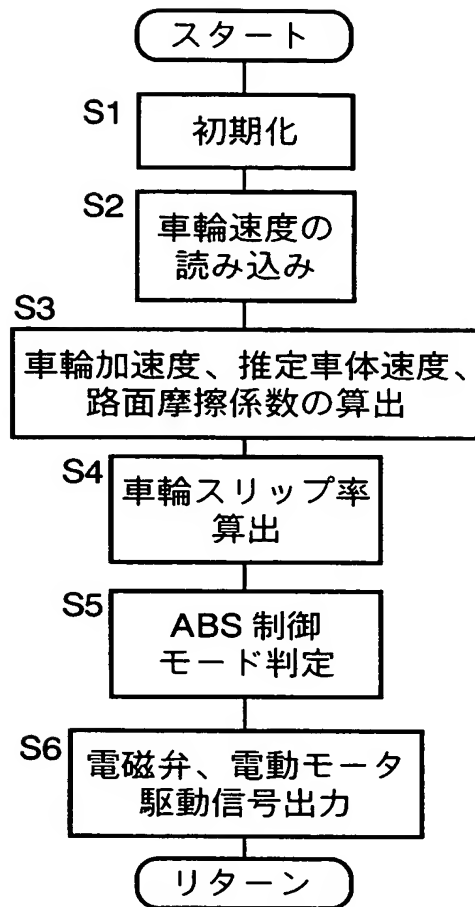 スタート
S1
初期化
S2
車輪速度の
読み込み
S3
車輪加速度、推定車体速度、
路面摩擦係数の算出
S4
車輪スリップ率
算出
S5
ABS 制御
モード判定
S6
電磁弁、電動モータ
駆動信号出力
リターン